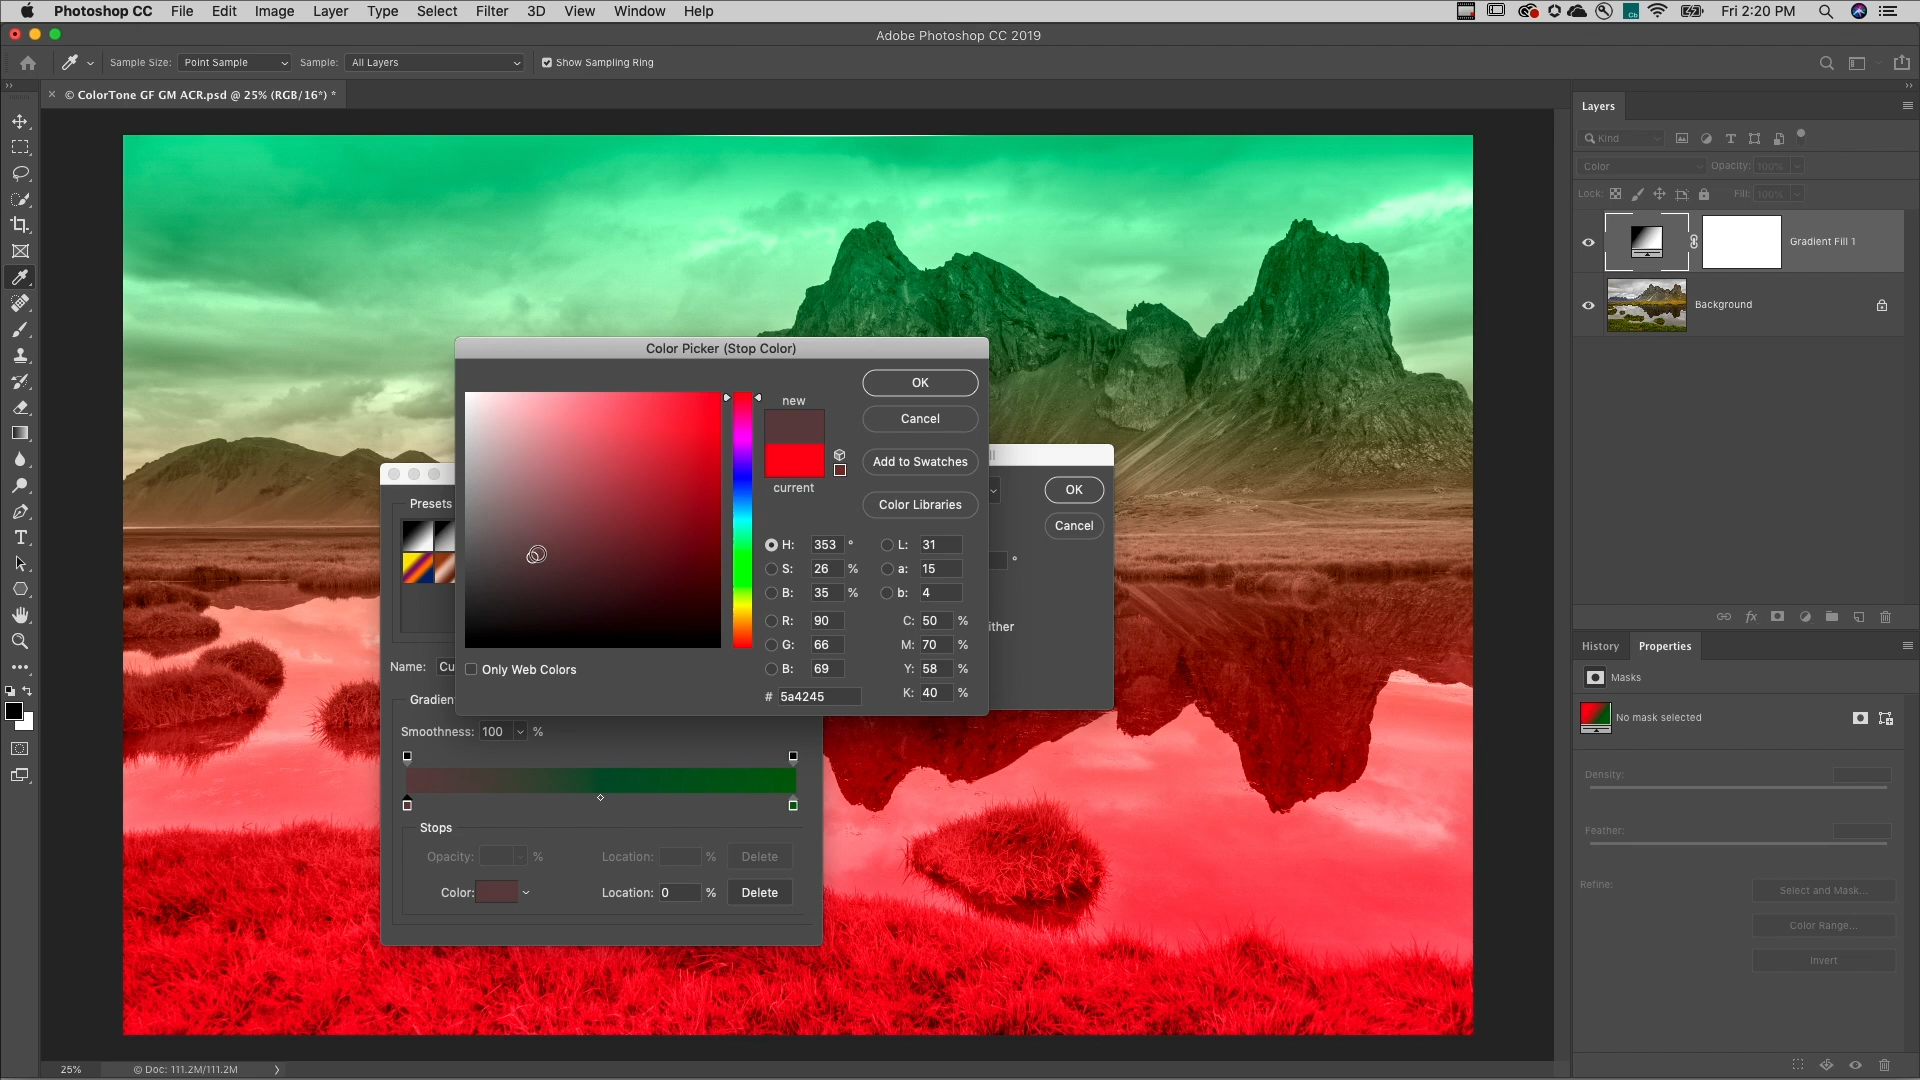 Photoshop CC File Edit Image Layer Type Select Filter 3D View Window Help Cb Fri 2:20 PM
Adobe Photoshop CC 2019
Sample Size: Point Sample Sample: All Layers Show Sampling Ring
© ColorTone GF GM ACR.psd @ 25% (RGB/16*) *
Layers
Kind
Color Opacity: 100%
Lock: Fill: 100%
Gradient Fill 1
Background
History Properties
Masks
No mask selected
Density:
Feather:
Refine: Select and Mask...
Color Range...
Invert
Color Picker (Stop Color)
new
current
OK
Cancel
Add to Swatches
Color Libraries
H: 353 ° L: 31
S: 26 % a: 15
B: 35 % b: 4
R: 90 C: 50 %
G: 66 M: 70 %
B: 69 Y: 58 %
# 5a4245 K: 40 %
Only Web Colors
OK
Cancel
°
Presets
Name: Cu
Gradien
Smoothness: 100 %
Stops
Opacity: % Location: % Delete
Color: Location: 0 % Delete
25% © Doc: 111.2M/111.2M